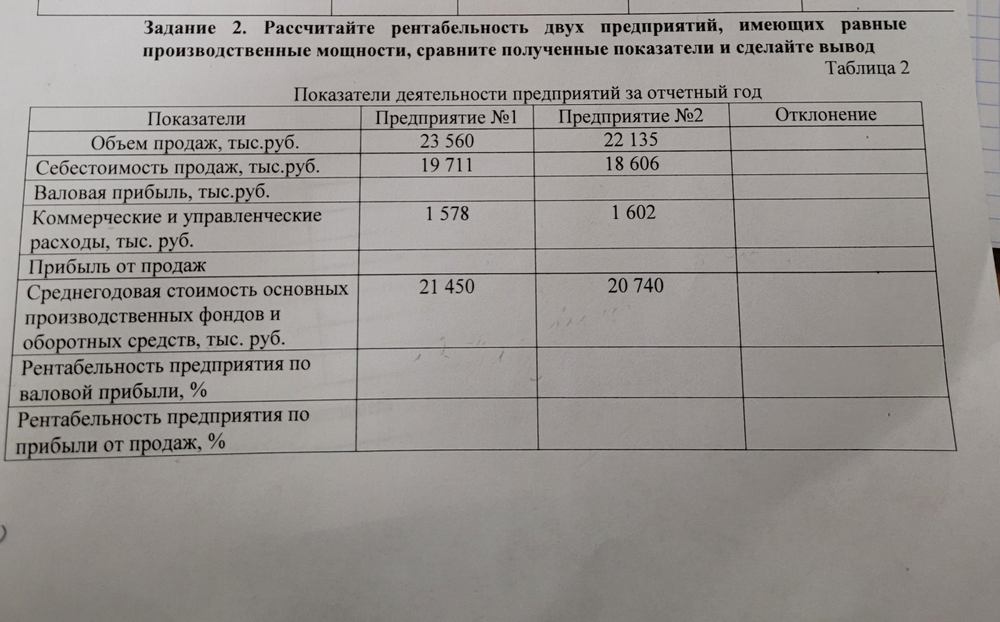 Задание 2. Рассчитайте рентабельность двух предприятий, имеющих равные
производственные мощности, сравните полученные показатели и сделайте вывод
Таблица 2
Показатели деятельности предприятий за отчетный год
Показатели Предприятие №1 Предприятие №2 Отклонение
Объем продаж, тыс.руб. 23 560 22 135
Себестоимость продаж, тыс.руб. 19 711 18 606
Валовая прибыль, тыс.руб.
Коммерческие и управленческие 1 578 1 602
расходы, тыс. руб.
Прибыль от продаж
Среднегодовая стоимость основных 21 450 20 740
производственных фондов и
оборотных средств, тыс. руб.
Рентабельность предприятия по
валовой прибыли, %
Рентабельность предприятия по
прибыли от продаж, %